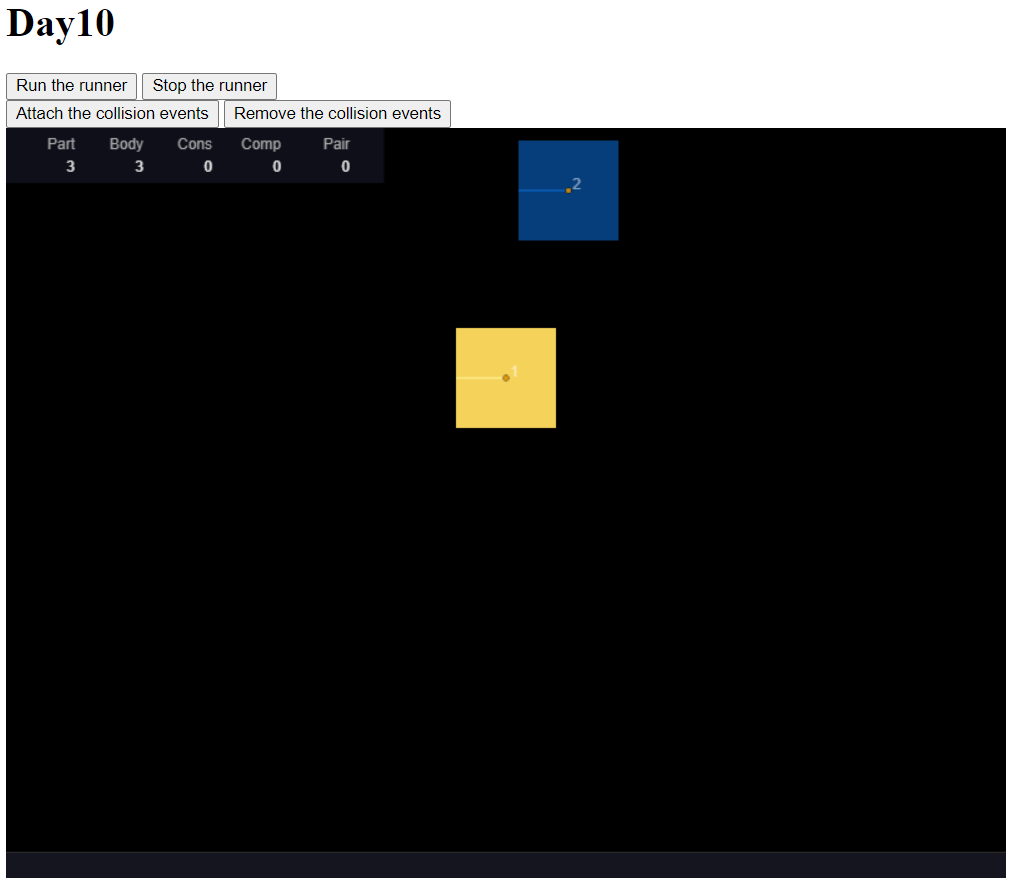 Day10
Run the runner Stop the runner
Attach the collision events Remove the collision events
Part Body Cons Comp Pair
3 3 0 0 0
2
1